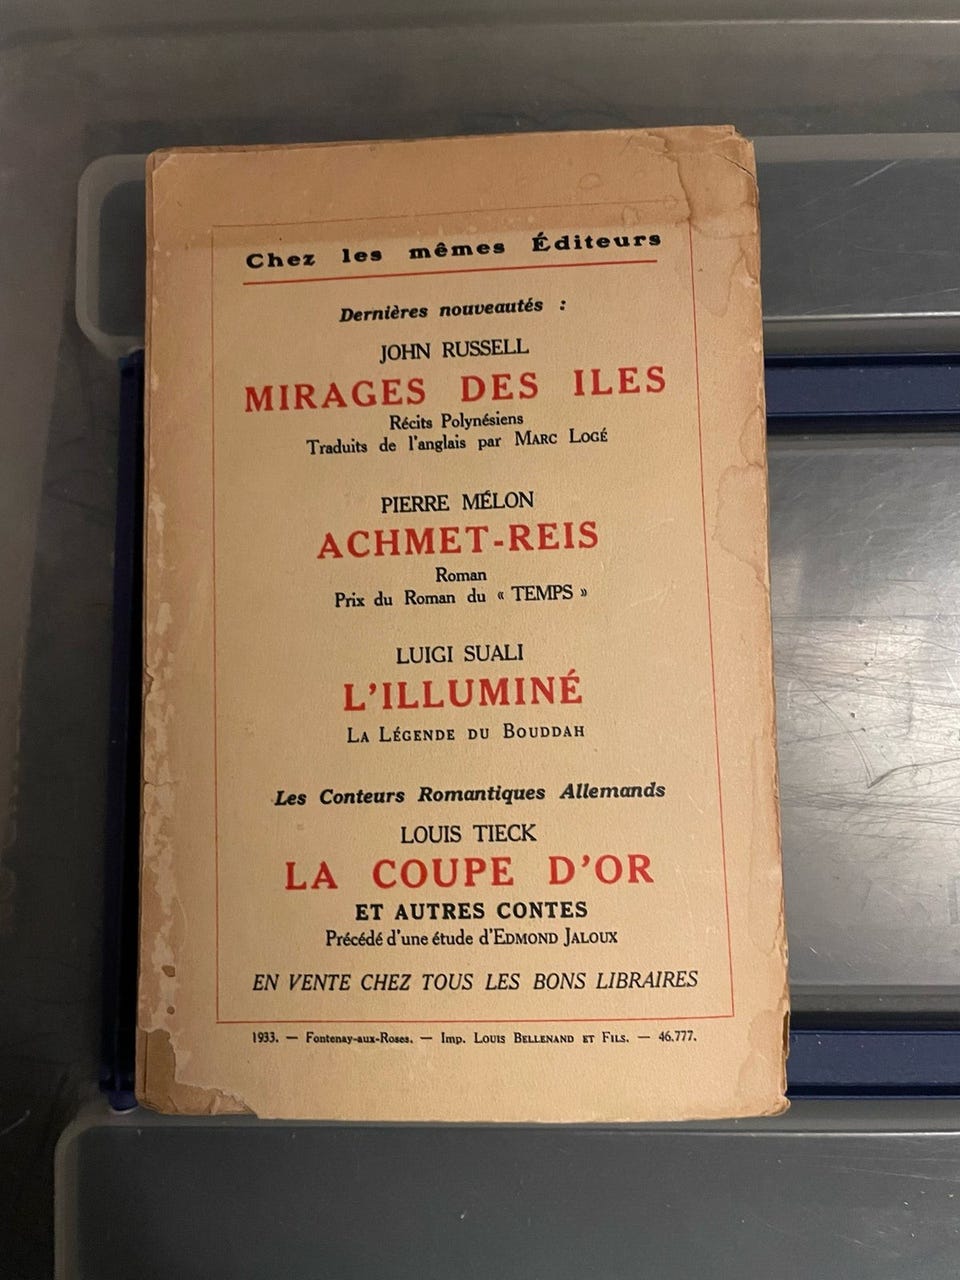 Chez les mêmes Éditeurs
Dernières nouveautés :
JOHN RUSSELL
MIRAGES DES ILES
Récits Polynésiens
Traduits de l'anglais par MARC LOGÉ
PIERRE MÉLON
ACHMET-REIS
Roman
Prix du Roman du « TEMPS »
LUIGI SUALI
L'ILLUMINÉ
LA LÉGENDE DU BOUDDAH
Les Conteurs Romantiques Allemands
LOUIS TIECK
LA COUPE D'OR
ET AUTRES CONTES
Précédé d'une étude d'EDMOND JALOUX
EN VENTE CHEZ TOUS LES BONS LIBRAIRES
1933. — Fontenay-aux-Roses. — Imp. LOUIS BELLENAND ET FILS. — 46.777.